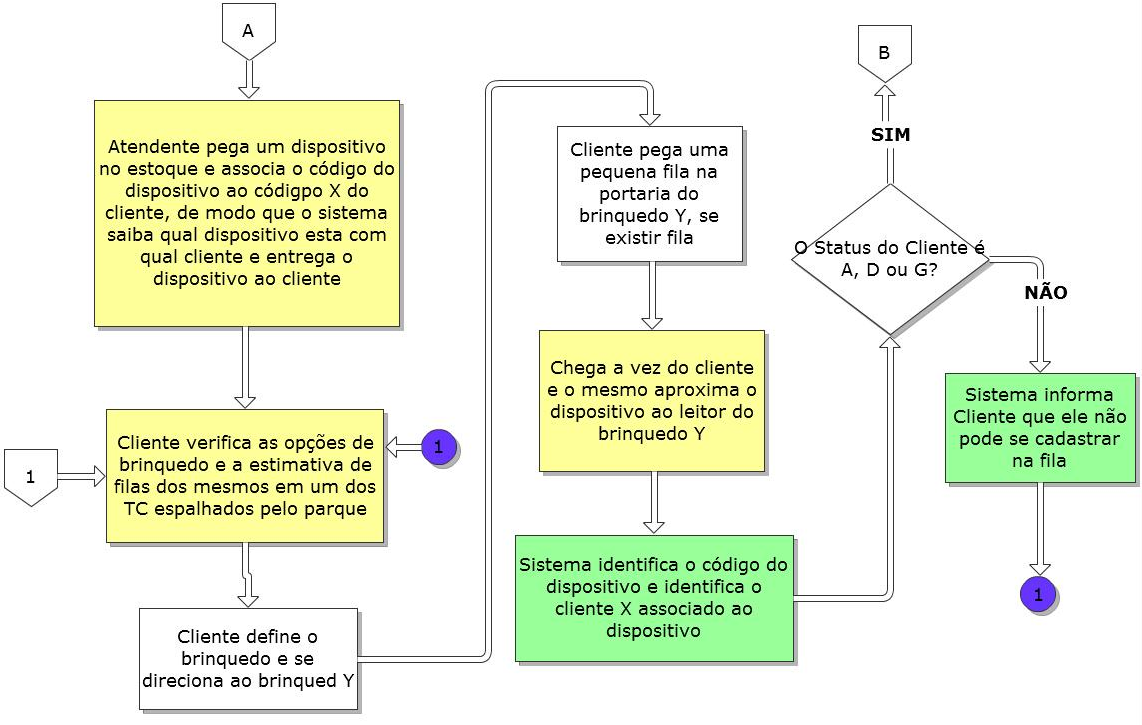 A
Atendente pega um dispositivo
no estoque e associa o código do
dispositivo ao códigpo X do
cliente, de modo que o sistema
saiba qual dispositivo esta com
qual cliente e entrega o
dispositivo ao cliente
1
Cliente verifica as opções de
brinquedo e a estimativa de
filas dos mesmos em um dos
TC espalhados pelo parque
1
Cliente define o
brinquedo e se
direciona ao brinqued Y
Cliente pega uma
pequena fila na
portaria do
brinquedo Y, se
existir fila
Chega a vez do cliente
e o mesmo aproxima o
dispositivo ao leitor do
brinquedo Y
Sistema identifica o código do
dispositivo e identifica o
cliente X associado ao
dispositivo
B
SIM
O Status do Cliente é
A, D ou G?
NÃO
Sistema informa
Cliente que ele não
pode se cadastrar
na fila
1